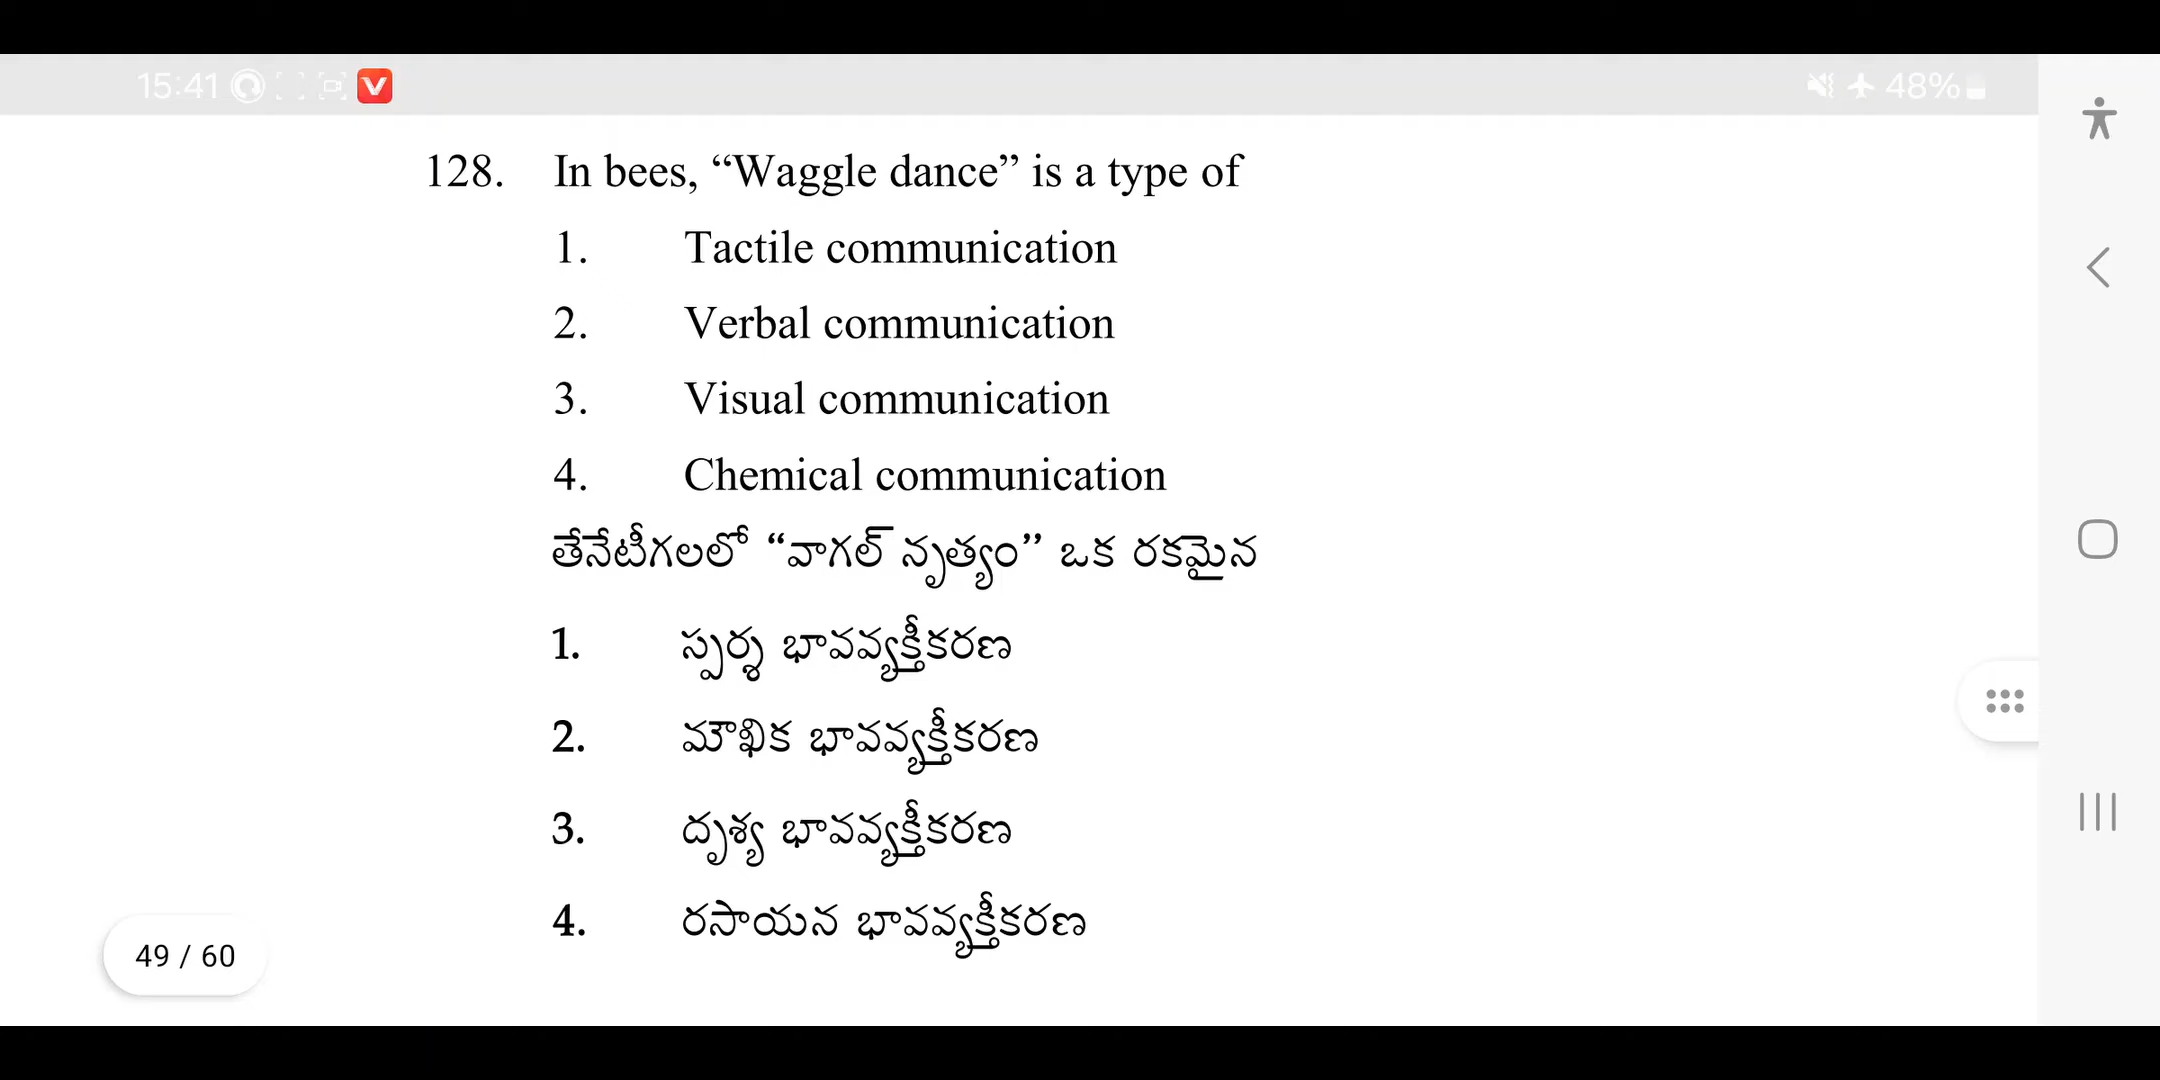 15:41
48%
128. In bees, “Waggle dance” is a type of
1. Tactile communication
2. Verbal communication
3. Visual communication
4. Chemical communication
తేనేటీగలలో “వాగల్ నృత్యం” ఒక రకమైన
1. స్పర్శ భావవ్యక్తీకరణ
2. మౌఖిక భావవ్యక్తీకరణ
3. దృశ్య భావవ్యక్తీకరణ
4. రసాయన భావవ్యక్తీకరణ
49 / 60